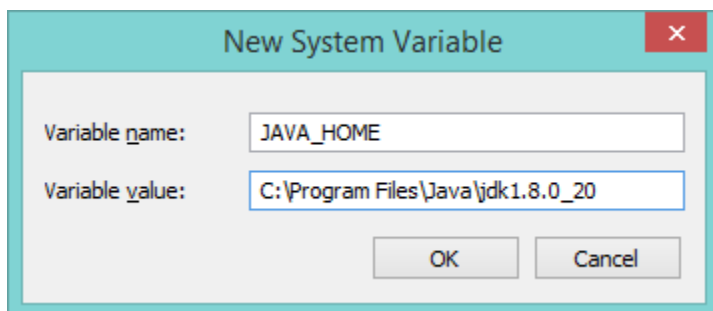 New System Variable
Variable name: JAVA_HOME
Variable value: C:\Program Files\Java\jdk1.8.0_20
OK Cancel